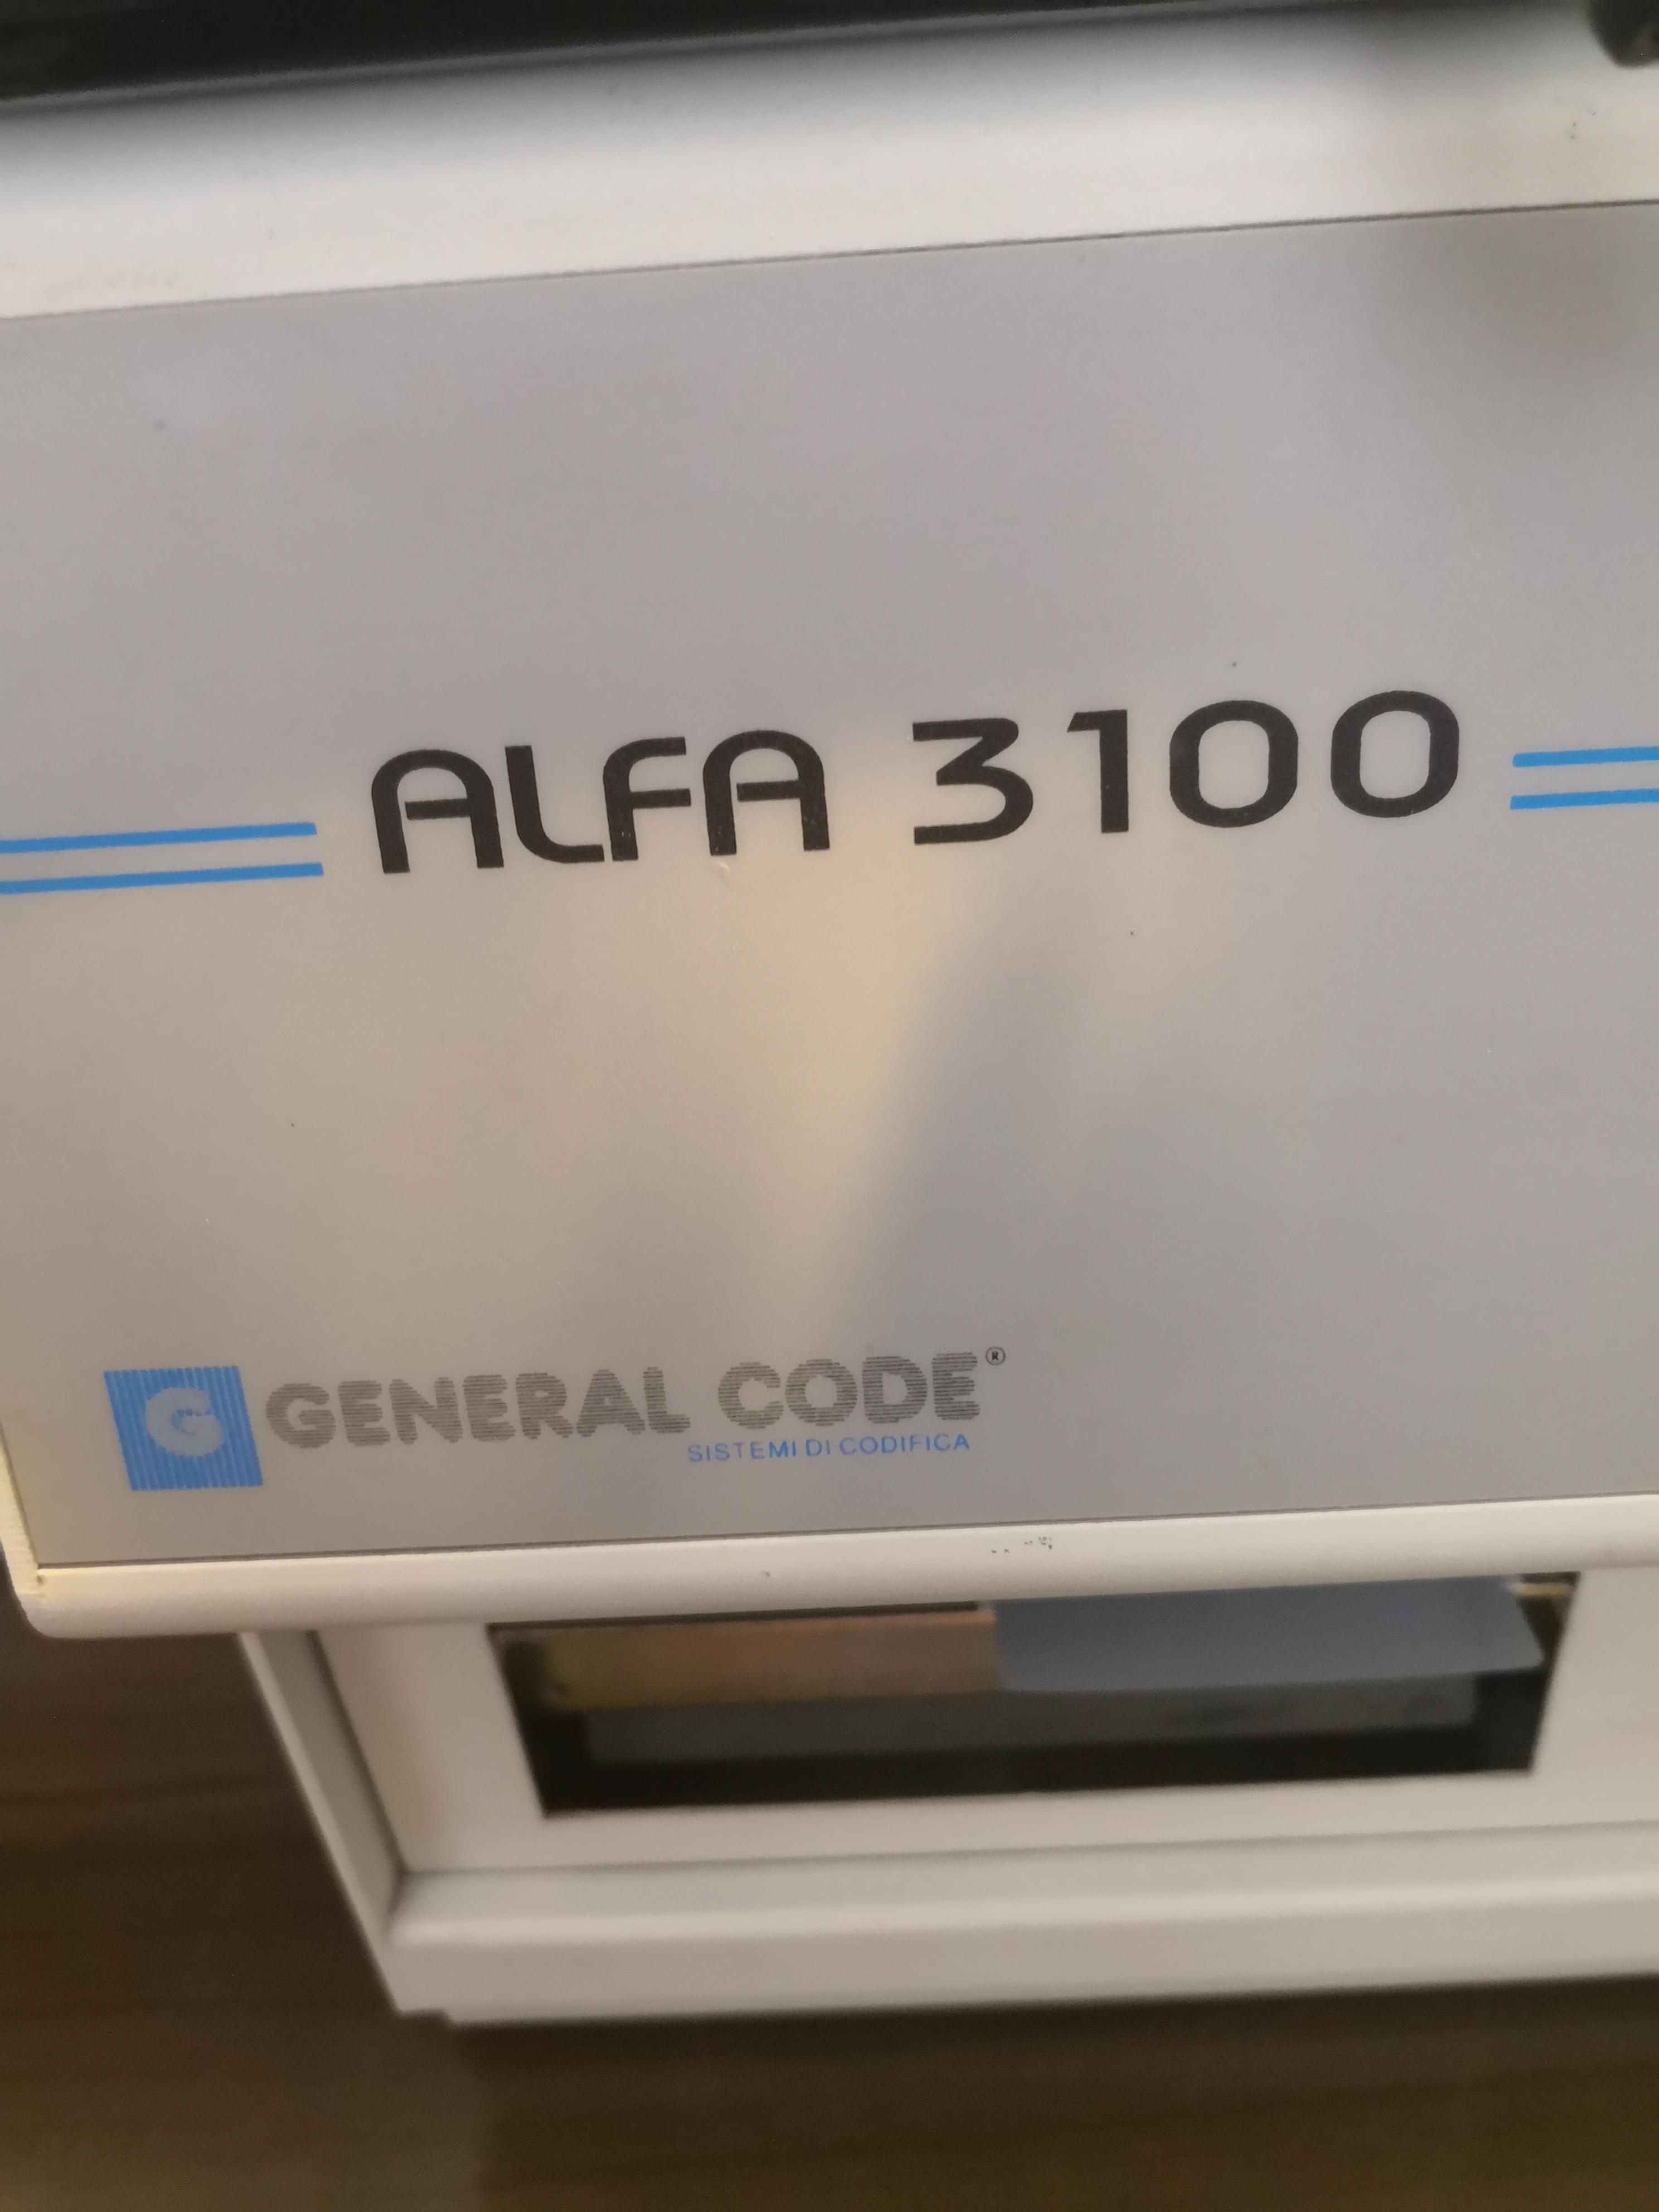 ALFA 3100
G GENERAL CODE®
SISTEMI DI CODIFICA